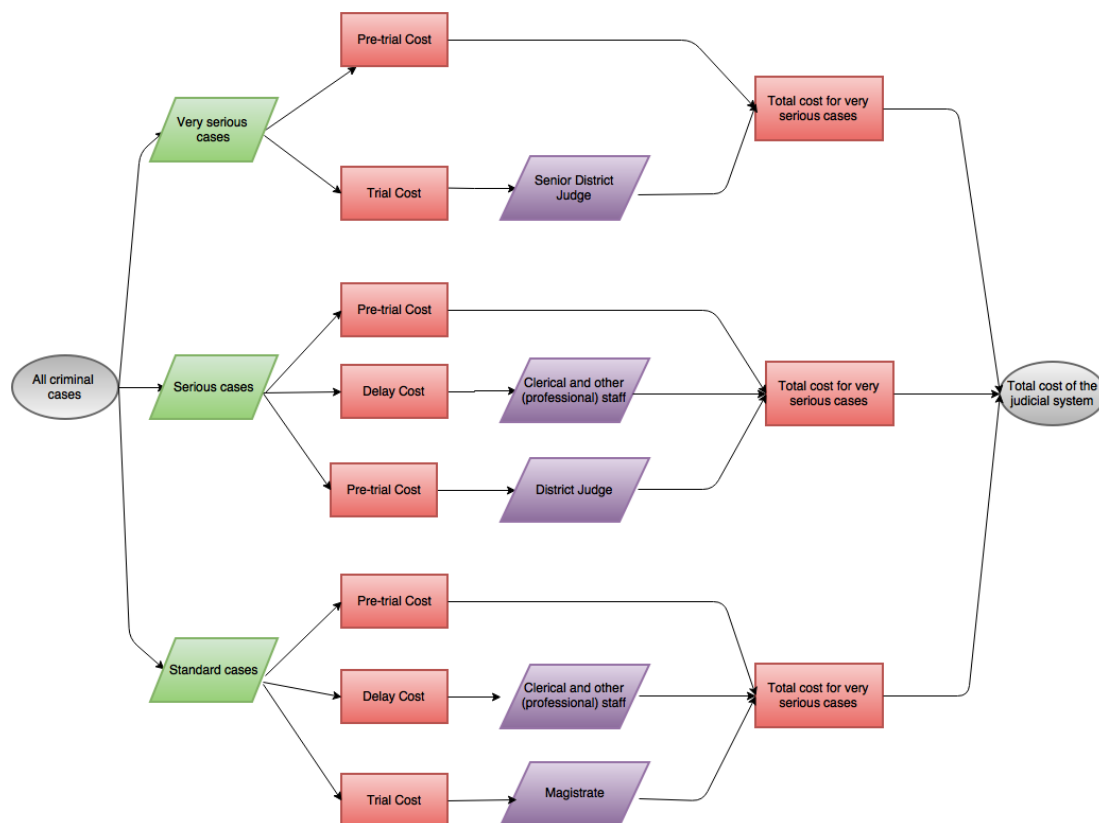 Pre-trial Cost
Very serious
cases
Total cost for very
serious cases
Trial Cost
Senior District
Judge
Pre-trial Cost
All criminal
cases
Serious cases
Delay Cost
Clerical and other
(professional) staff
Total cost for very
serious cases
Total cost of the
judicial system
Pre-trial Cost
District Judge
Pre-trial Cost
Standard cases
Delay Cost
Clerical and other
(professional) staff
Total cost for very
serious cases
Trial Cost
Magistrate